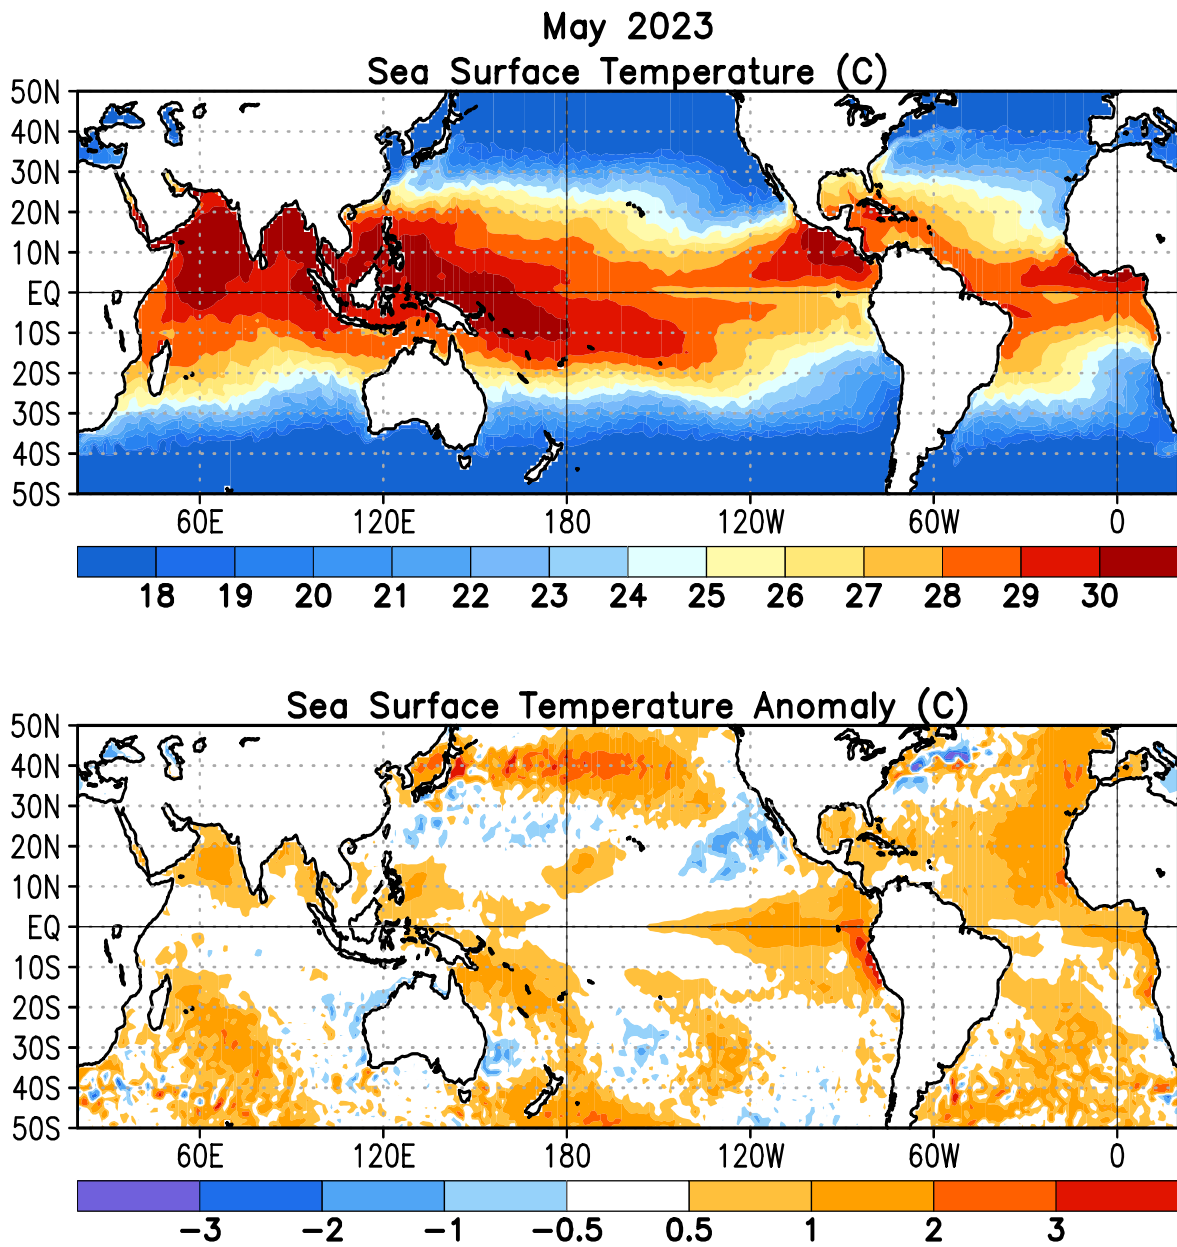 May 2023
Sea Surface Temperature (C)
50N
40N
30N
20N
10N
EQ
10S
20S
30S
40S
50S
60E 120E 180 120W 60W 0
18 19 20 21 22 23 24 25 26 27 28 29 30
Sea Surface Temperature Anomaly (C)
50N
40N
30N
20N
10N
EQ
10S
20S
30S
40S
50S
60E 120E 180 120W 60W 0
−3 −2 −1 −0.5 0.5 1 2 3